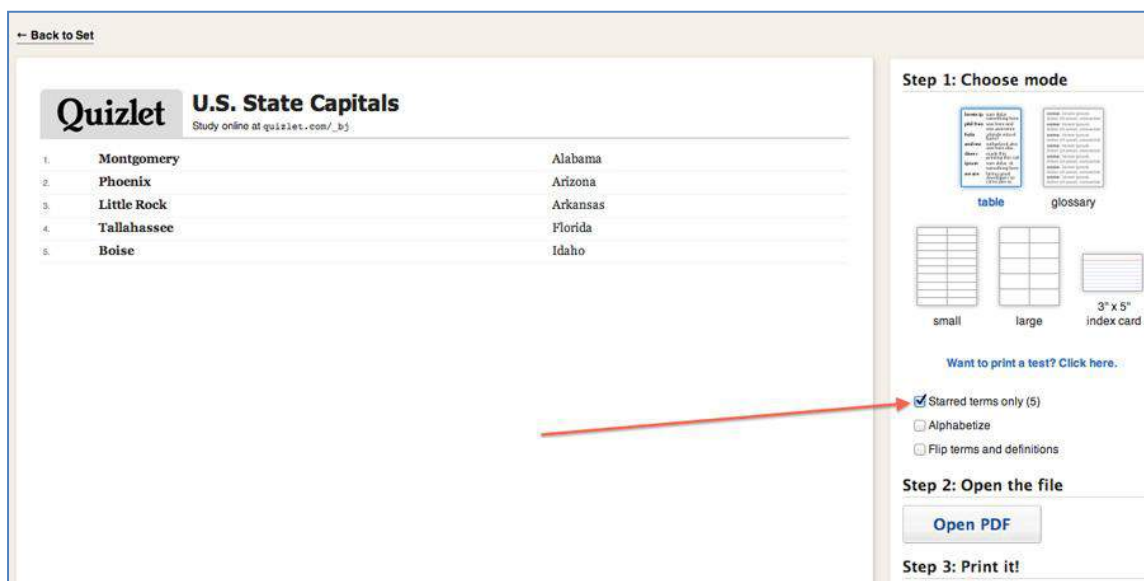 ← Back to Set
Quizlet
U.S. State Capitals
Study online at quizlet.com/_bj
1. Montgomery Alabama
2. Phoenix Arizona
3. Little Rock Arkansas
4. Tallahassee Florida
5. Boise Idaho
Step 1: Choose mode
table glossary
small large 3" x 5"
index card
Want to print a test? Click here.
Starred terms only (5)
Alphabetize
Flip terms and definitions
Step 2: Open the file
Open PDF
Step 3: Print it!